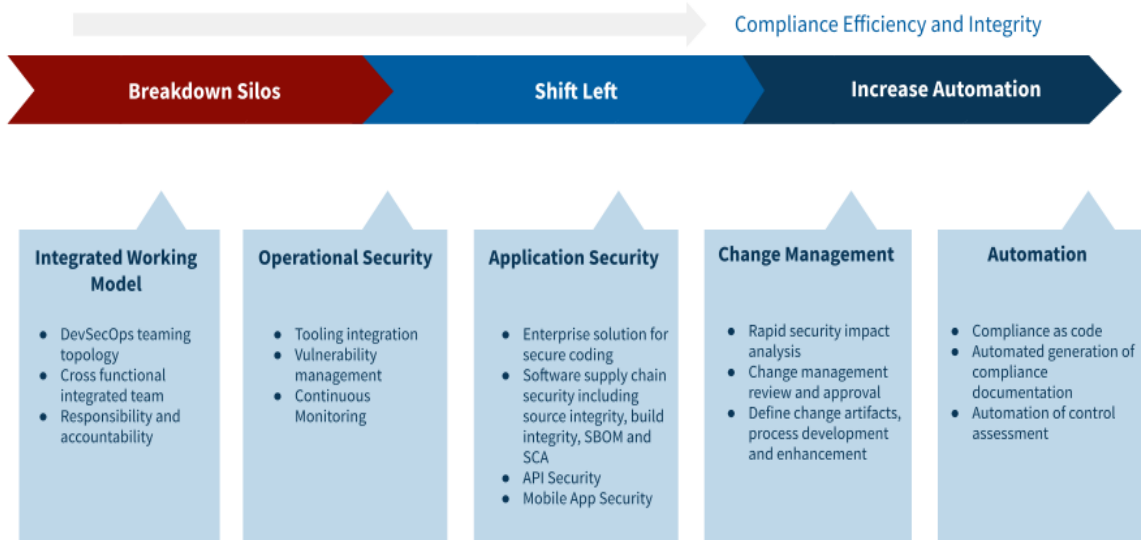 Compliance Efficiency and Integrity
Breakdown Silos
Shift Left
Increase Automation
Integrated Working
Model
● DevSecOps teaming
topology
● Cross functional
integrated team
● Responsibility and
accountability
Operational Security
● Tooling integration
● Vulnerability
management
● Continuous
Monitoring
Application Security
● Enterprise solution for
secure coding
● Software supply chain
security including
source integrity, build
integrity, SBOM and
SCA
● API Security
● Mobile App Security
Change Management
● Rapid security impact
analysis
● Change management
review and approval
● Define change artifacts,
process development
and enhancement
Automation
● Compliance as code
● Automated generation of
compliance
documentation
● Automation of control
assessment